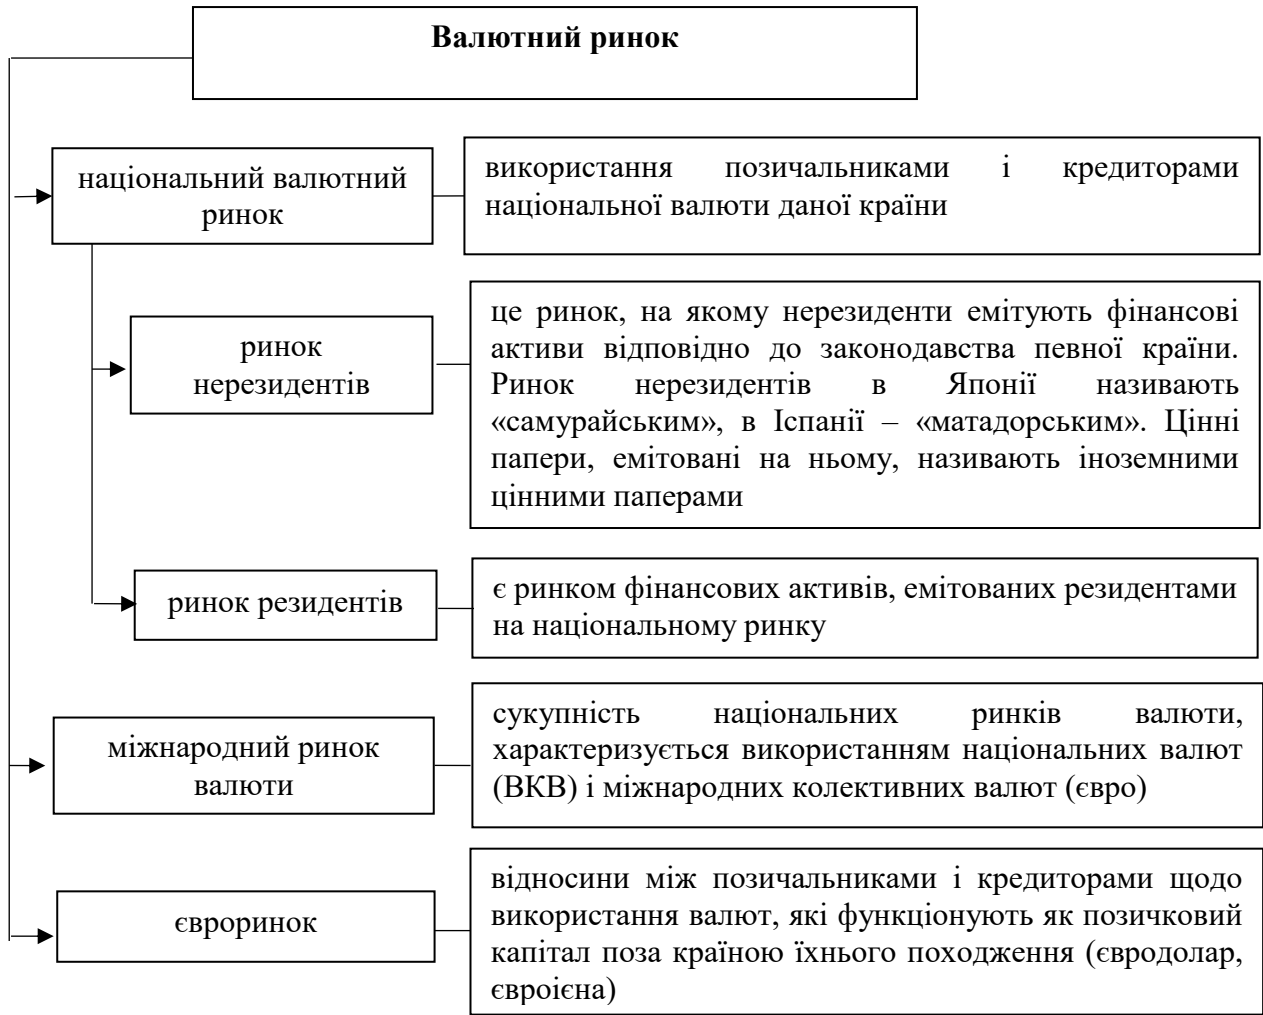 Валютний ринок
національний валютний
ринок
використання позичальниками і кредиторами
національної валюти даної країни
ринок
нерезидентів
це ринок, на якому нерезиденти емітують фінансові
активи відповідно до законодавства певної країни.
Ринок нерезидентів в Японії називають
«самурайським», в Іспанії – «матадорським». Цінні
папери, емітовані на ньому, називають іноземними
цінними паперами
ринок резидентів
є ринком фінансових активів, емітованих резидентами
на національному ринку
міжнародний ринок
валюти
сукупність національних ринків валюти,
характеризується використанням національних валют
(ВКВ) і міжнародних колективних валют (євро)
євроринок
відносини між позичальниками і кредиторами щодо
використання валют, які функціонують як позичковий
капітал поза країною їхнього походження (євродолар,
євроієна)